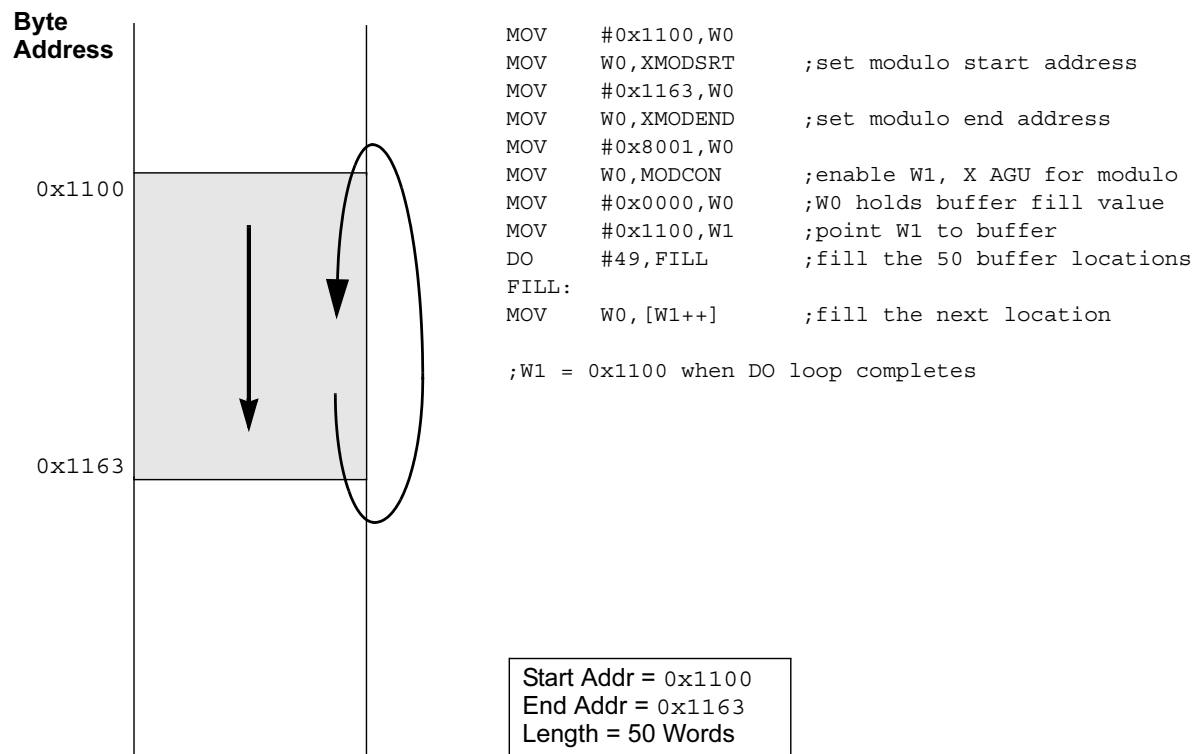 Byte
Address
0x1100
0x1163
MOV #0x1100,W0
MOV W0,XMODSRT ;set modulo start address
MOV #0x1163,W0
MOV W0,XMODEND ;set modulo end address
MOV #0x8001,W0
MOV W0,MODCON ;enable W1, X AGU for modulo
MOV #0x0000,W0 ;W0 holds buffer fill value
MOV #0x1100,W1 ;point W1 to buffer
DO #49,FILL ;fill the 50 buffer locations
FILL:
MOV W0,[W1++] ;fill the next location
;W1 = 0x1100 when DO loop completes
Start Addr = 0x1100
End Addr = 0x1163
Length = 50 Words